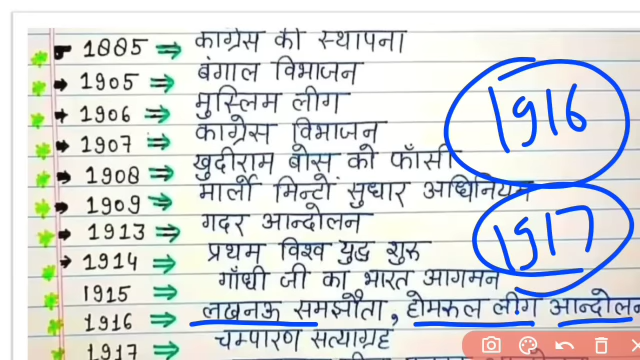 1885 ⇒ कांग्रेस की स्थापना
1905 ⇒ बंगाल विभाजन
1906 ⇒ मुस्लिम लीग
1907 ⇒ कांग्रेस विभाजन
1908 ⇒ खुदीराम बोस को फाँसी
1909 ⇒ मार्लो मिन्टो सुधार अधिनियम
1913 ⇒ गदर आन्दोलन
1914 ⇒ प्रथम विश्व युद्ध शुरू
1915 ⇒ गाँधी जी का भारत आगमन
1916 ⇒ लखनऊ समझौता, होमरूल लीग आन्दोलन
1917 ⇒ चम्पारण सत्याग्रह
1916
1917